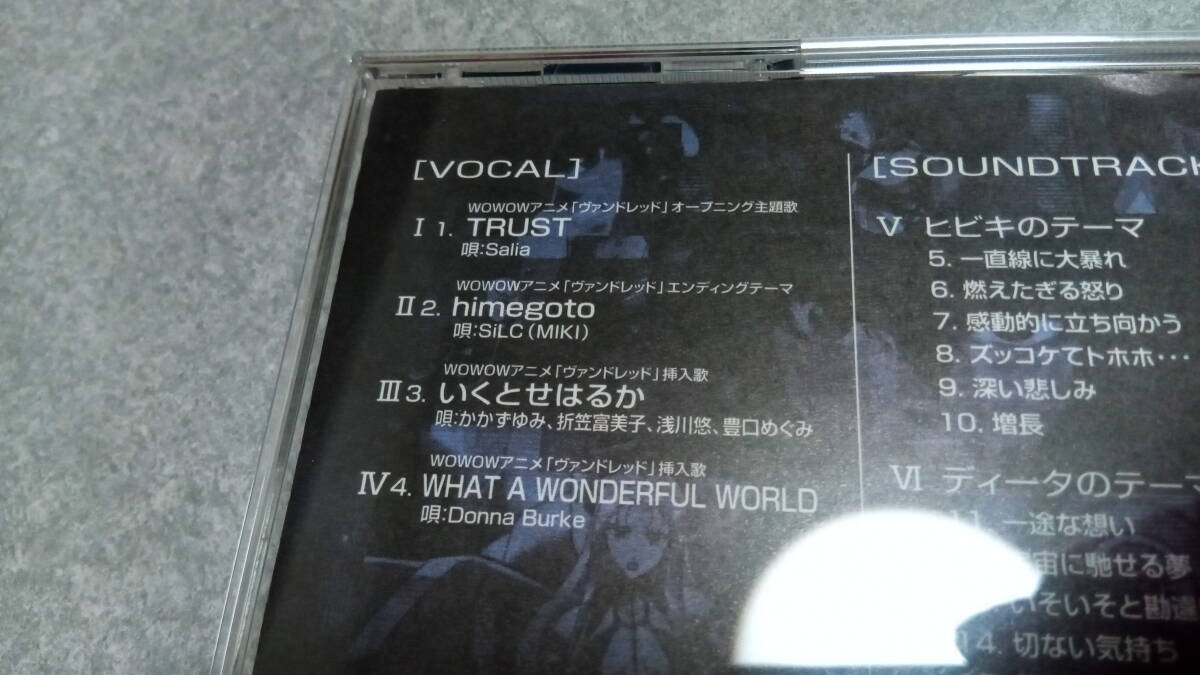 [VOCAL]
WOWOWアニメ「ヴァンドレッド」オープニング主題歌
Ⅰ 1. TRUST
唄:Salia
WOWOWアニメ「ヴァンドレッド」エンディングテーマ
Ⅱ 2. himegoto
唄:SiLC(MIKI)
WOWOWアニメ「ヴァンドレッド」挿入歌
Ⅲ 3. いくとせはるか
唄:かかずゆみ、折笠富美子、浅川悠、豊口めぐみ
WOWOWアニメ「ヴァンドレッド」挿入歌
Ⅳ 4. WHAT A WONDERFUL WORLD
唄:Donna Burke
[SOUNDTRACK
Ⅴ ヒビキのテーマ
5. 一直線に大暴れ
6. 燃えたぎる怒り
7. 感動的に立ち向かう
8. ズッコケてトホホ・・・
9. 深い悲しみ
10. 増長
Ⅵ ディータのテーマ
11. 一途な想い
宙に馳せる夢
いそいそと勘違
14. 切ない気持ち